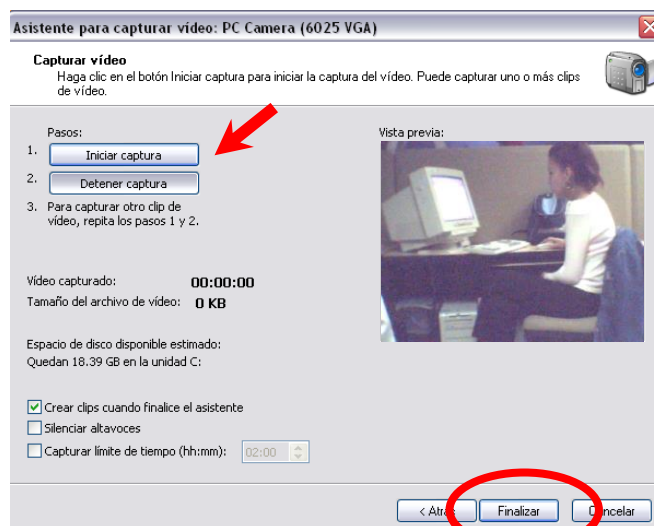 Asistente para capturar vídeo: PC Camera (6025 VGA)
Capturar vídeo
Haga clic en el botón Iniciar captura para iniciar la captura del vídeo. Puede capturar uno o más clips
de vídeo.
Pasos:
1. Iniciar captura
2. Detener captura
3. Para capturar otro clip de
vídeo, repita los pasos 1 y 2.
Vista previa:
Vídeo capturado: 00:00:00
Tamaño del archivo de vídeo: 0 KB
Espacio de disco disponible estimado:
Quedan 18.39 GB en la unidad C:
Crear clips cuando finalice el asistente
Silenciar altavoces
Capturar límite de tiempo (hh:mm): 02:00
< Atrás Finalizar Cancelar